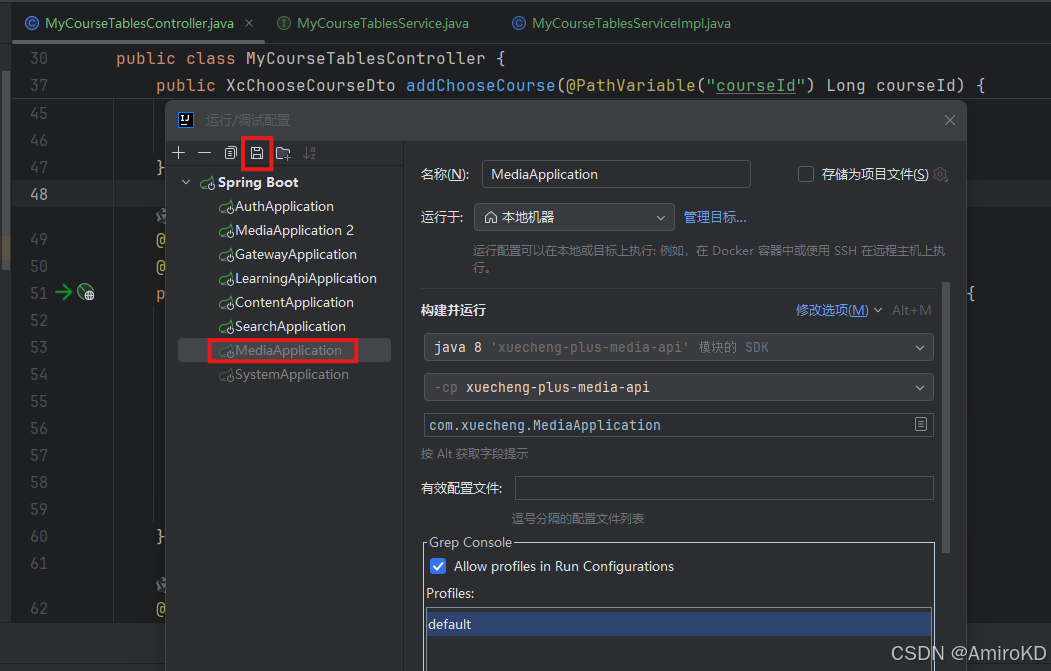 MyCourseTablesController.java
MyCourseTablesService.java
MyCourseTablesServiceImpl.java
30 public class MyCourseTablesController {
37 public XcChooseCourseDto addChooseCourse(@PathVariable("courseId") Long courseId) {
45
46
47 }
48
49 @
50 @
51 p {
52
53
54
55
56
57
58
59
60 }
61
62 @
运行/调试配置
Spring Boot
AuthApplication
MediaApplication 2
GatewayApplication
LearningApiApplication
ContentApplication
SearchApplication
MediaApplication
SystemApplication
名称(N): MediaApplication 存储为项目文件(S)
运行于: 本地机器 管理目标...
运行配置可以在本地或目标上执行: 例如，在 Docker 容器中或使用 SSH 在远程主机上执
行。
构建并运行 修改选项(M) Alt+M
java 8 'xuecheng-plus-media-api' 模块的 SDK
-cp xuecheng-plus-media-api
com.xuecheng.MediaApplication
按 Alt 获取字段提示
有效配置文件:
逗号分隔的配置文件列表
Grep Console
Allow profiles in Run Configurations
Profiles:
default
CSDN @AmiroKD